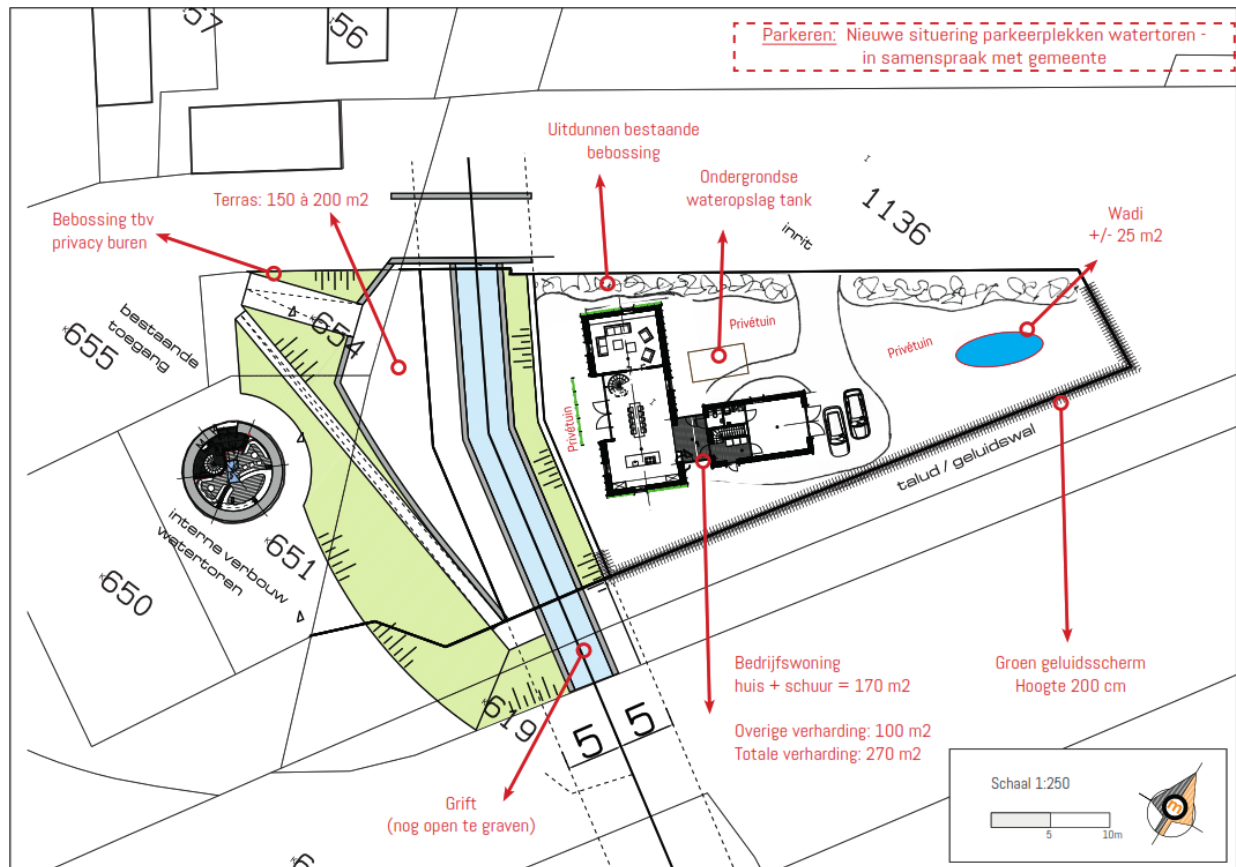 57
56
Parkeren: Nieuwe situering parkeerplekken watertoren -
in samenspraak met gemeente
Uitdunnen bestaande
bebossing
Ondergrondse
wateropslag tank
Terras: 150 à 200 m2
Bebossing tbv
privacy buren
inrit
1136
Wadi
+/- 25 m2
bestaande
toegang
655
654
Privétuin
Privétuin
Privétuin
talud / geluidswal
interne verbouw
watertoren
651
650
619
5
5
Bedrijfswoning
huis + schuur = 170 m2
Overige verharding: 100 m2
Totale verharding: 270 m2
Groen geluidsscherm
Hoogte 200 cm
Grift
(nog open te graven)
Schaal 1:250
5
10m
m